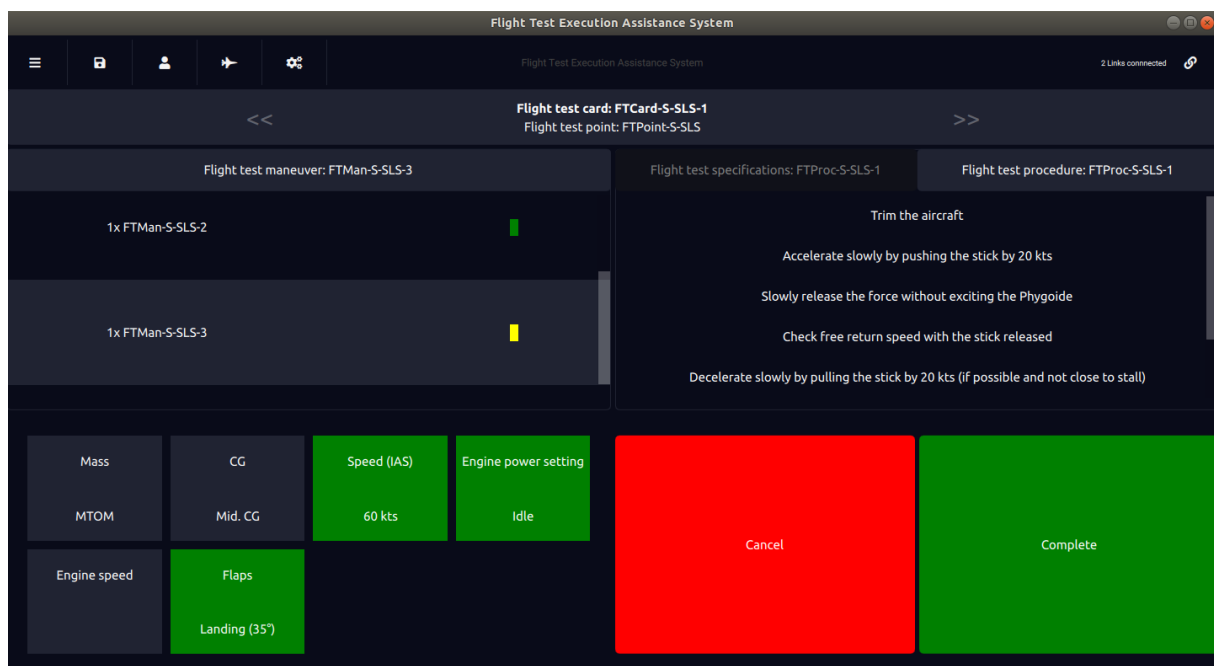 Flight Test Execution Assistance System
Flight Test Execution Assistance System
2 Links connnected
<<
Flight test card: FTCard-S-SLS-1
Flight test point: FTPoint-S-SLS
>>
Flight test maneuver: FTMan-S-SLS-3
Flight test specifications: FTProc-S-SLS-1
Flight test procedure: FTProc-S-SLS-1
1x FTMan-S-SLS-2
1x FTMan-S-SLS-3
Trim the aircraft
Accelerate slowly by pushing the stick by 20 kts
Slowly release the force without exciting the Phygoide
Check free return speed with the stick released
Decelerate slowly by pulling the stick by 20 kts (if possible and not close to stall)
Mass
MTOM
CG
Mid. CG
Speed (IAS)
60 kts
Engine power setting
Idle
Engine speed
Flaps
Landing (35°)
Cancel
Complete